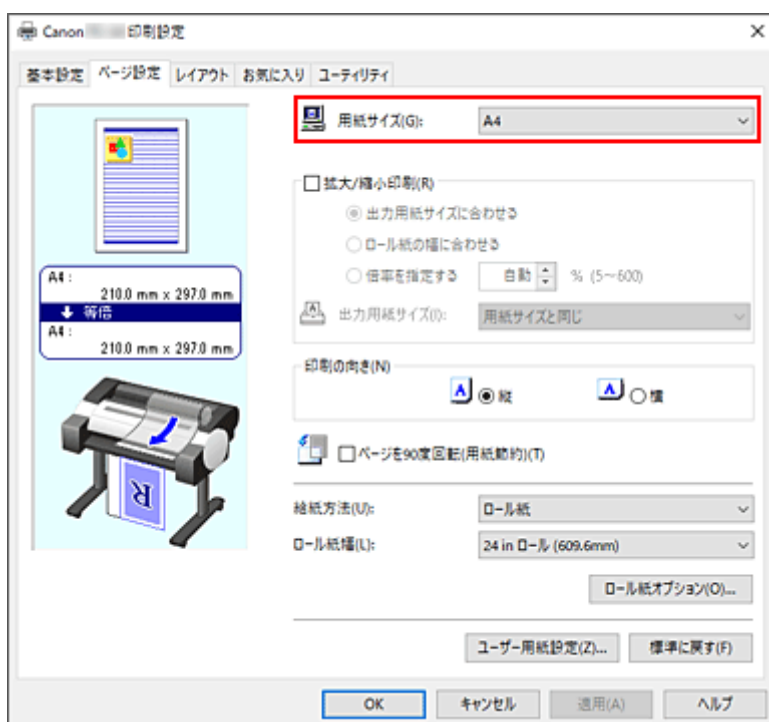 Canon 印刷設定
基本設定 ページ設定 レイアウト お気に入り ユーティリティ
用紙サイズ(G): A4
拡大/縮小印刷(R)
出力用紙サイズに合わせる
ロール紙の幅に合わせる
倍率を指定する 自動 % (5～600)
出力用紙サイズ(I): 用紙サイズと同じ
A4 :
210.0 mm x 297.0 mm
等倍
A4 :
210.0 mm x 297.0 mm
印刷の向き(N)
A 縦 A 横
ページを90度回転(用紙節約)(T)
R
給紙方法(U): ロール紙
ロール紙幅(L): 24 in ロール (609.6mm)
ロール紙オプション(O)...
ユーザー用紙設定(Z)... 標準に戻す(F)
OK キャンセル 適用(A) ヘルプ